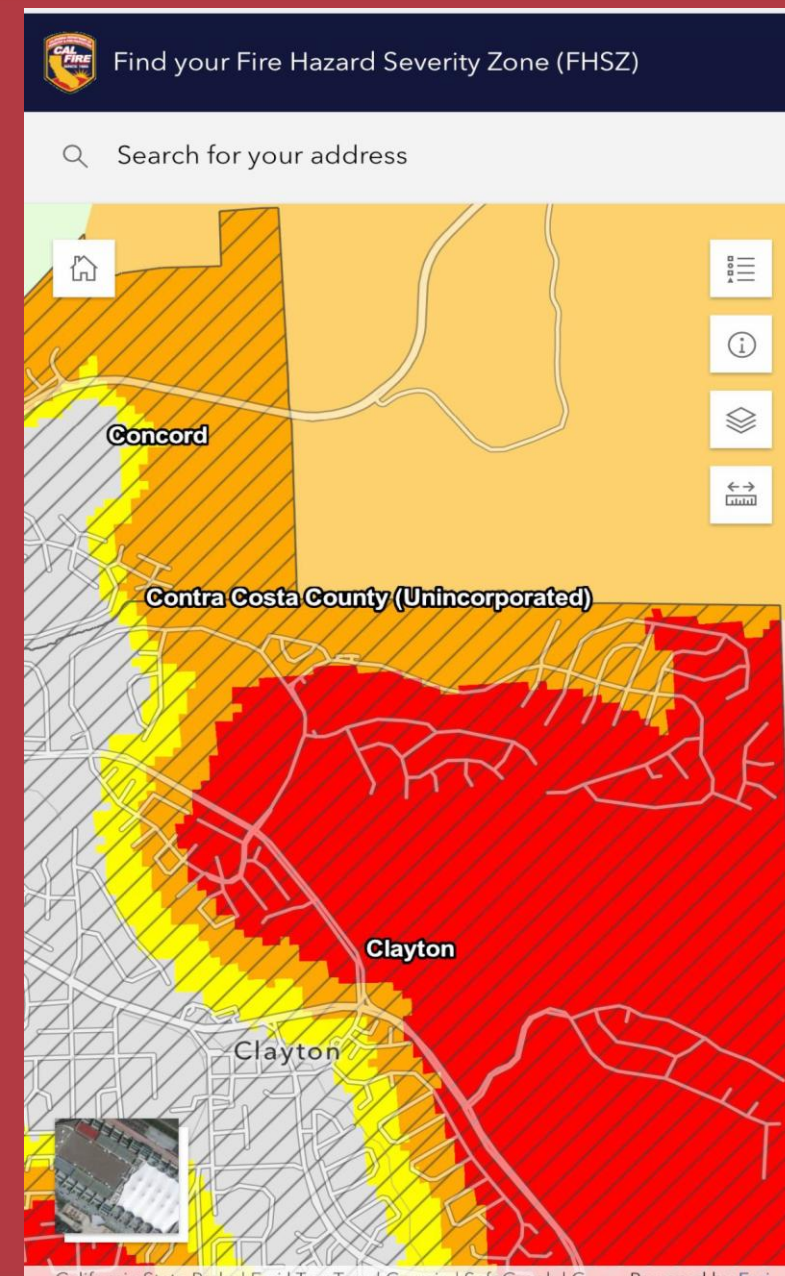 CAL
FIRE
Find your Fire Hazard Severity Zone (FHSZ)
Search for your address
Concord
Contra Costa County (Unincorporated)
Clayton
Clayton